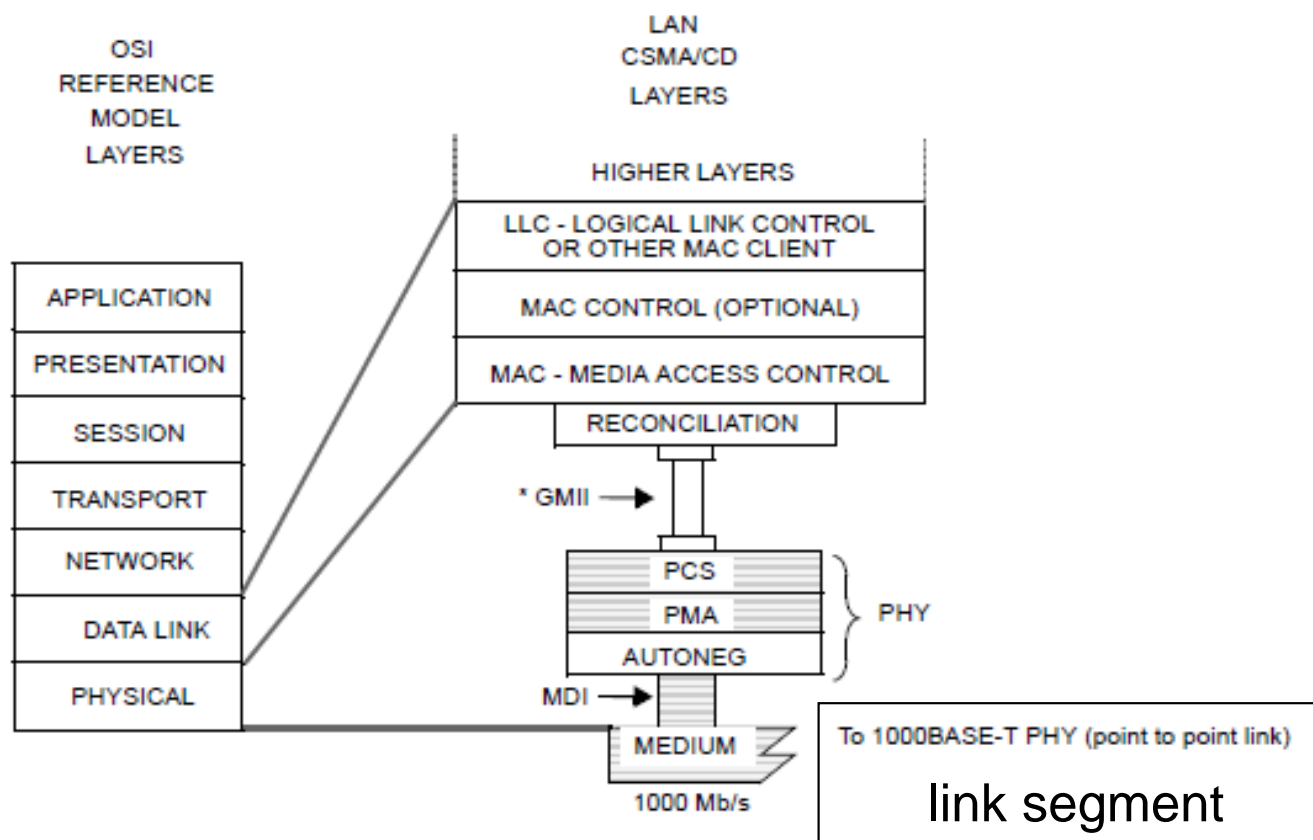 OSI
REFERENCE
MODEL
LAYERS
APPLICATION
PRESENTATION
SESSION
TRANSPORT
NETWORK
DATA LINK
PHYSICAL
LAN
CSMA/CD
LAYERS
HIGHER LAYERS
LLC - LOGICAL LINK CONTROL
OR OTHER MAC CLIENT
MAC CONTROL (OPTIONAL)
MAC - MEDIA ACCESS CONTROL
RECONCILIATION
* GMII
PCS
PMA
AUTONEG
PHY
MDI
MEDIUM
1000 Mb/s
To 1000BASE-T PHY (point to point link)
link segment